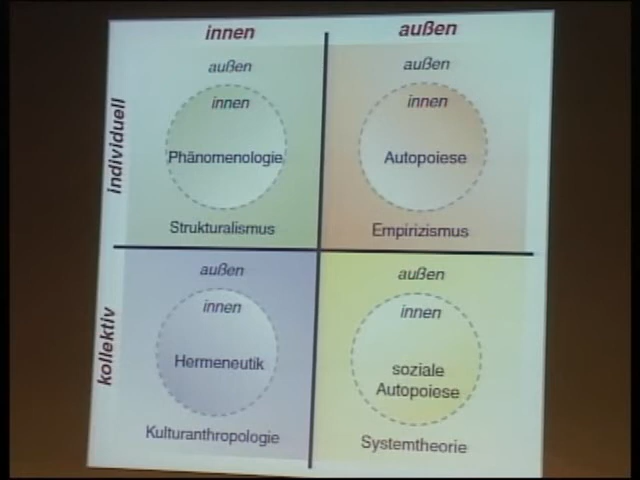 innen
außen
individuell
außen
innen
Phänomenologie
Strukturalismus
außen
innen
Autopoiese
Empirizismus
kollektiv
außen
innen
Hermeneutik
Kulturanthropologie
außen
innen
soziale
Autopoiese
Systemtheorie